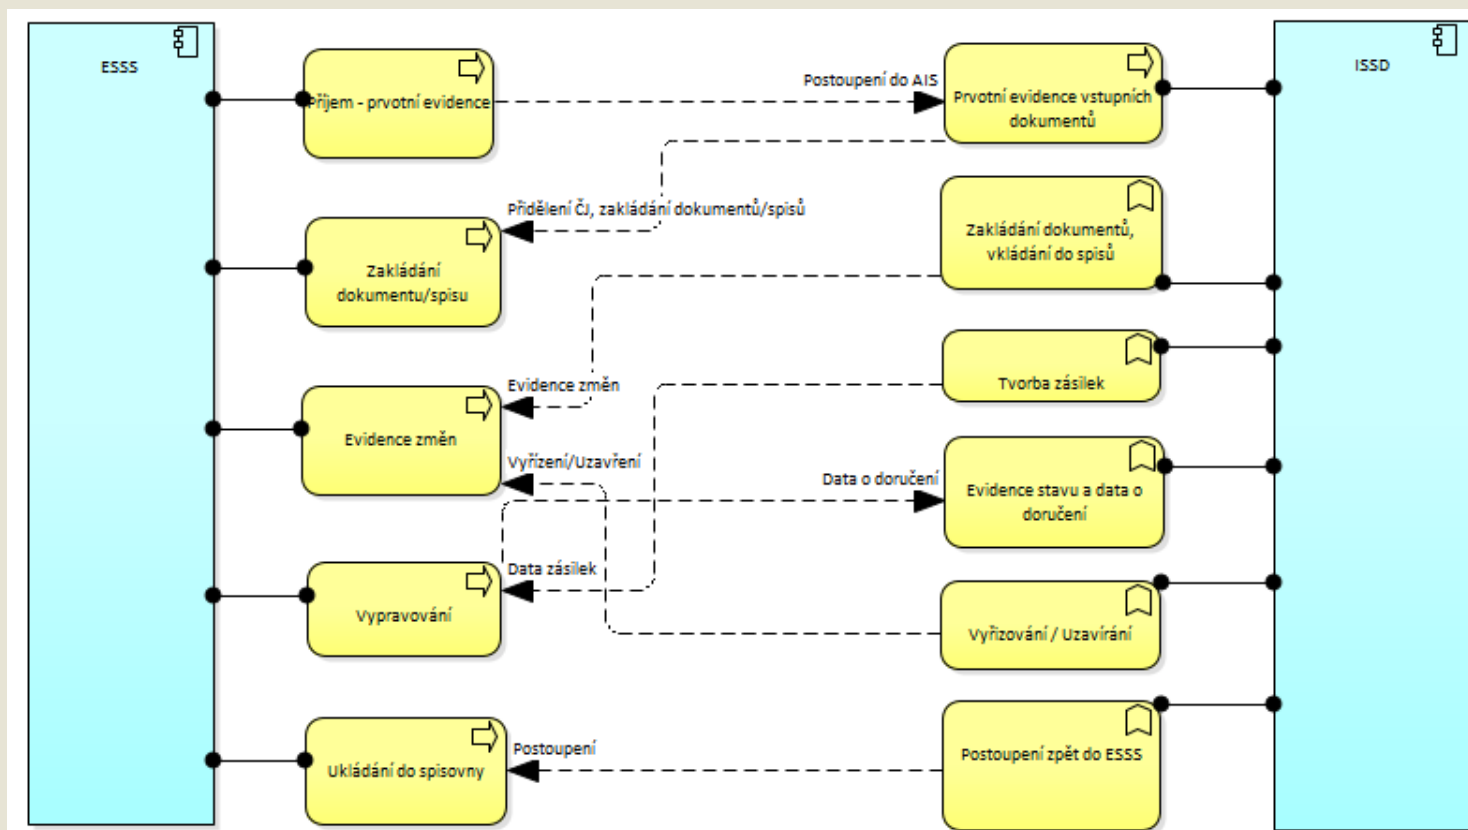 ESSS
ISSD
Příjem - prvotní evidence
Postoupení do AIS
Prvotní evidence vstupních
dokumentů
Přidělení ČJ, zakládání dokumentů/spisů
Zakládání dokumentů,
vkládání do spisů
Zakládání
dokumentu/spisu
Evidence změn
Tvorba zásilek
Evidence změn
Vyřízení/Uzavření
Data o doručení
Evidence stavu a data o
doručení
Data zásilek
Vypravování
Vyřizování / Uzavírání
Postoupení
Postoupení zpět do ESSS
Ukládání do spisovny